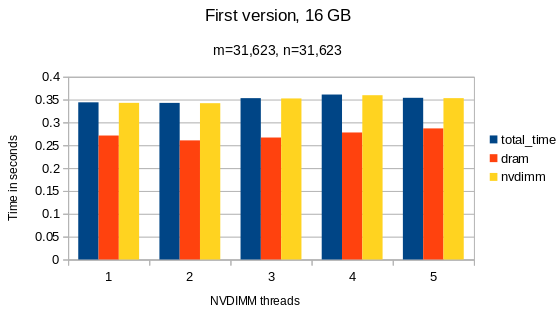 First version, 16 GB
m=31,623, n=31,623
0.4
0.35
0.3
0.25
0.2
0.15
0.1
0.05
0
Time in seconds
1 2 3 4 5
NVDIMM threads
total_time
dram
nvdimm